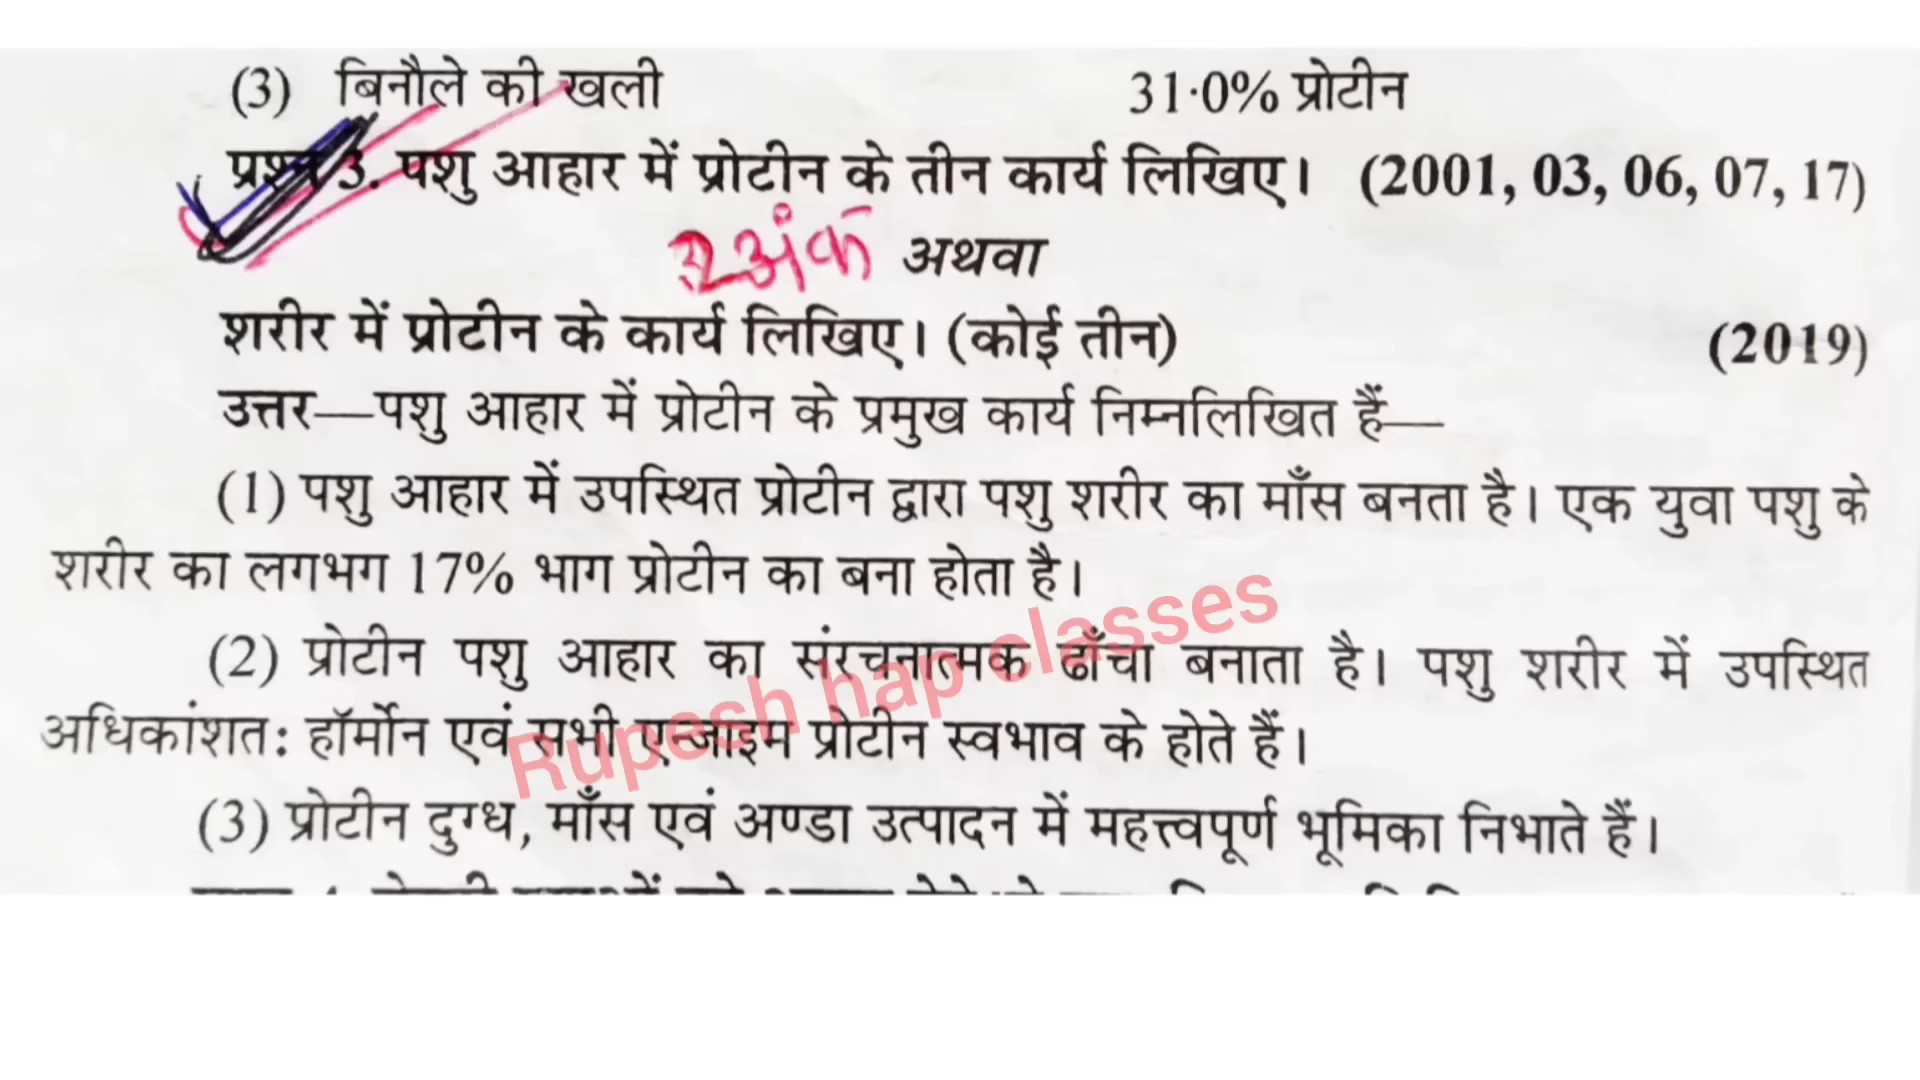 (3) बिनौले की खली 31·0% प्रोटीन
प्रश्न 3. पशु आहार में प्रोटीन के तीन कार्य लिखिए। (2001, 03, 06, 07, 17)
2 अंक अथवा
शरीर में प्रोटीन के कार्य लिखिए। (कोई तीन) (2019)
उत्तर—पशु आहार में प्रोटीन के प्रमुख कार्य निम्नलिखित हैं—
(1) पशु आहार में उपस्थित प्रोटीन द्वारा पशु शरीर का माँस बनता है। एक युवा पशु के
शरीर का लगभग 17% भाग प्रोटीन का बना होता है।
(2) प्रोटीन पशु आहार का संरचनात्मक ढाँचा बनाता है। पशु शरीर में उपस्थित
अधिकांशत: हॉर्मोन एवं सभी एन्जाइम प्रोटीन स्वभाव के होते हैं।
(3) प्रोटीन दुग्ध, माँस एवं अण्डा उत्पादन में महत्त्वपूर्ण भूमिका निभाते हैं।
Rupesh hap classes